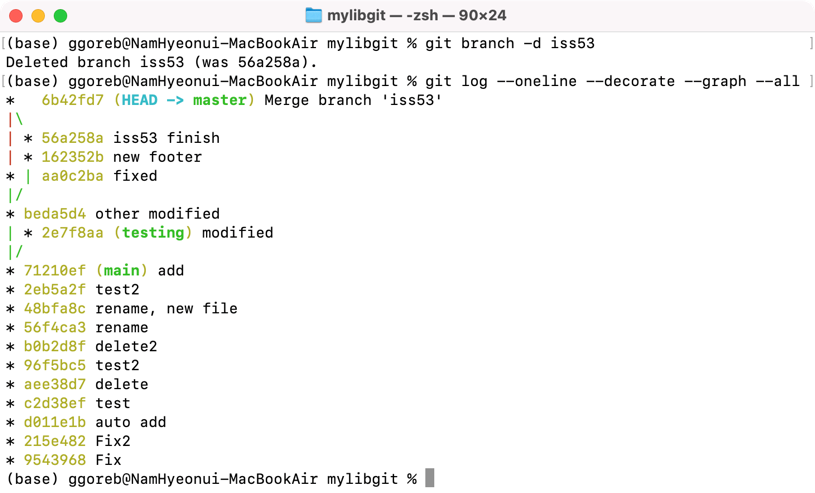 mylibgit — -zsh — 90×24
(base) ggoreb@NamHyeonui-MacBookAir mylibgit % git branch -d iss53
Deleted branch iss53 (was 56a258a).
(base) ggoreb@NamHyeonui-MacBookAir mylibgit % git log --oneline --decorate --graph --all
*   6b42fd7 (HEAD -> master) Merge branch 'iss53'
|\
| * 56a258a iss53 finish
| * 162352b new footer
* | aa0c2ba fixed
|/
* beda5d4 other modified
| * 2e7f8aa (testing) modified
|/
* 71210ef (main) add
* 2eb5a2f test2
* 48bfa8c rename, new file
* 56f4ca3 rename
* b0b2d8f delete2
* 96f5bc5 test2
* aee38d7 delete
* c2d38ef test
* d011e1b auto add
* 215e482 Fix2
* 9543968 Fix
(base) ggoreb@NamHyeonui-MacBookAir mylibgit %